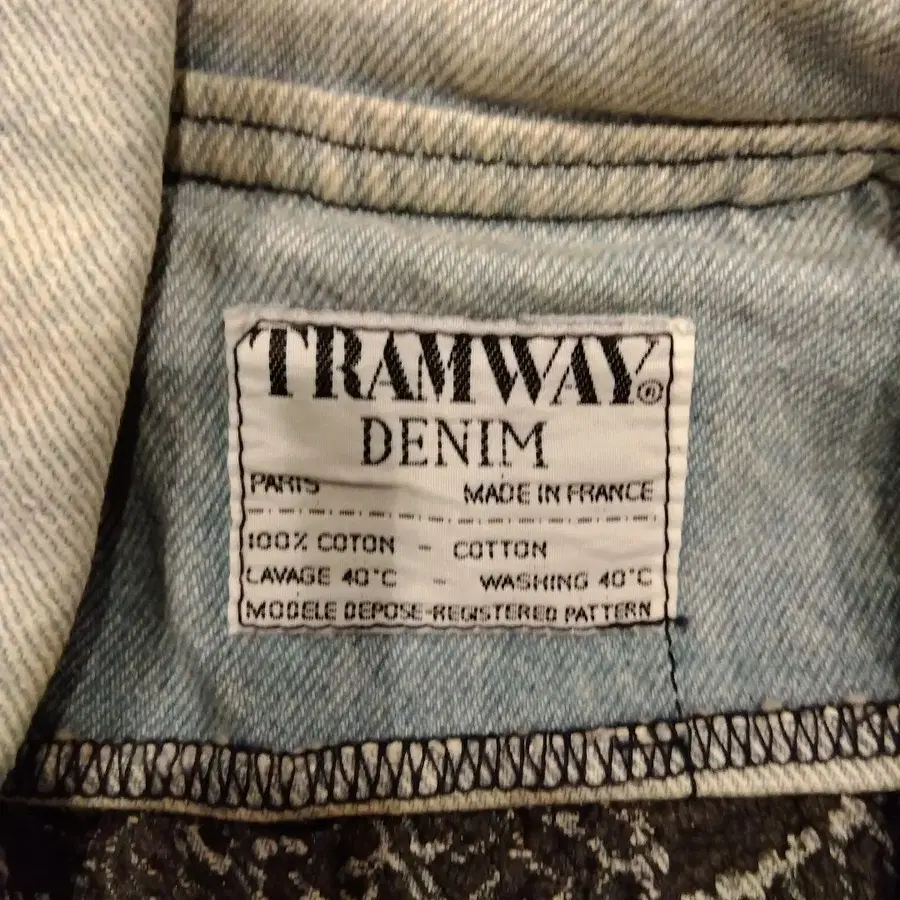 TRAMWAY®
DENIM
PARIS MADE IN FRANCE
100% COTON - COTTON
LAVAGE 40°C - WASHING 40°C
MODELE DEPOSE-REGISTERED PATTERN